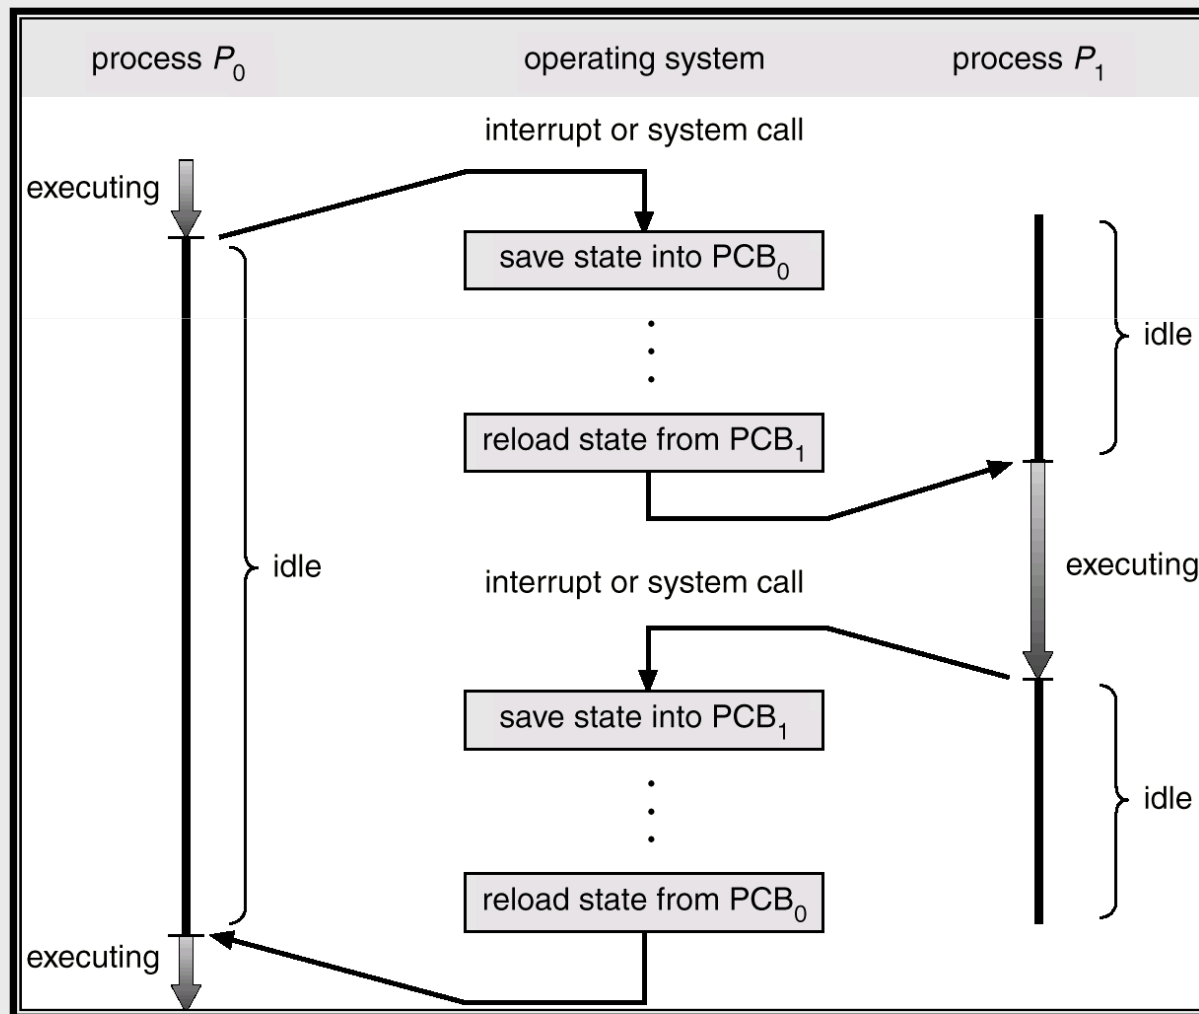 process P₀
operating system
process P₁
interrupt or system call
executing
save state into PCB₀
idle
reload state from PCB₁
idle
executing
interrupt or system call
save state into PCB₁
idle
reload state from PCB₀
executing